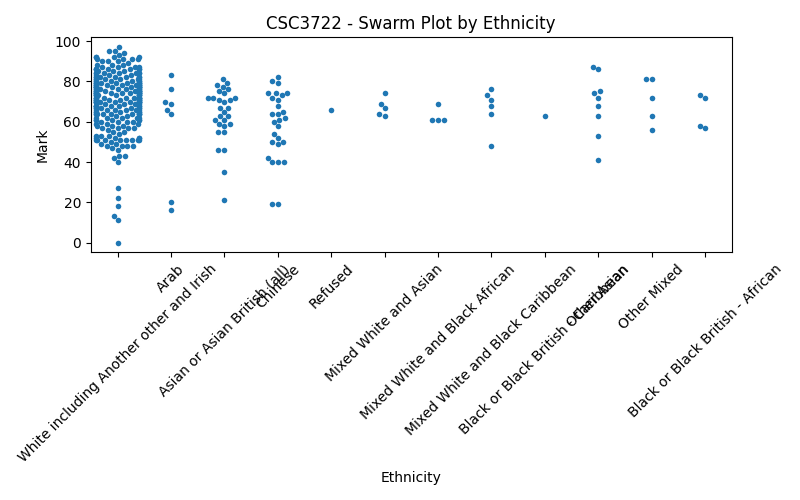 CSC3722 - Swarm Plot by Ethnicity
100
80
60
40
20
0
Mark
White including Another other and Irish
Arab
Asian or Asian British (all)
Chinese
Refused
Mixed White and Asian
Mixed White and Black African
Mixed White and Black Caribbean
Black or Black British - Caribbean
Other Asian
Other Mixed
Black or Black British - African
Ethnicity